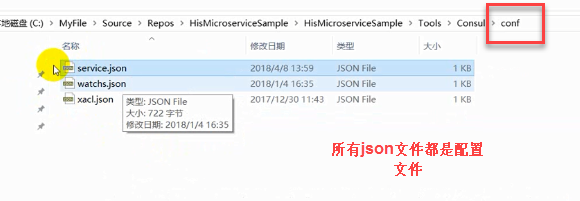 地磁盘 (C:) › MyFile › Source › Repos › HisMicroserviceSample › HisMicroserviceSample › Tools › Consul › conf
名称 修改日期 类型 大小
service.json 2018/4/8 13:59 JSON File 1 KB
watchs.json 2018/1/4 16:35 JSON File 1 KB
xacl.json 2017/12/30 11:43 JSON File 1 KB
类型: JSON File
大小: 722 字节
修改日期: 2018/1/4 16:35
所有json文件都是配置
文件